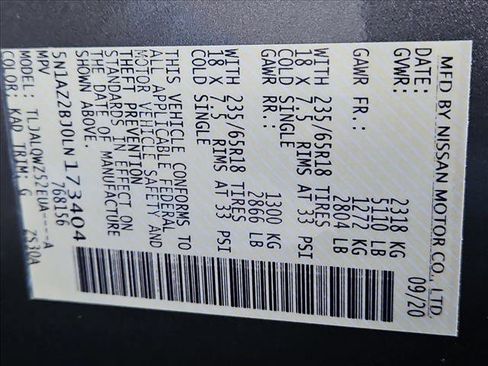 MFD BY NISSAN MOTOR CO., LTD
DATE: 09/20
GVWR: 2318 KG
5110 LB
GAWR FR.: 1272 KG
2804 LB
WITH 235/65R18 TIRES
18 X 7.5 RIMS AT 33 PSI
COLD SINGLE
GAWR RR.: 1300 KG
2866 LB
WITH 235/65R18 TIRES
18 X 7.5 RIMS AT 33 PSI
COLD SINGLE
THIS VEHICLE CONFORMS TO
ALL APPLICABLE FEDERAL
MOTOR VEHICLE SAFETY AND
THEFT PREVENTION
STANDARDS IN EFFECT ON
THE DATE OF MANUFACTURE
SHOWN ABOVE.
5N1AZ2BJ0LN173404
MPV 768156
MODEL: TLJALQWZ52EUA----A
COLOR: KAD TRIM: G Z530A